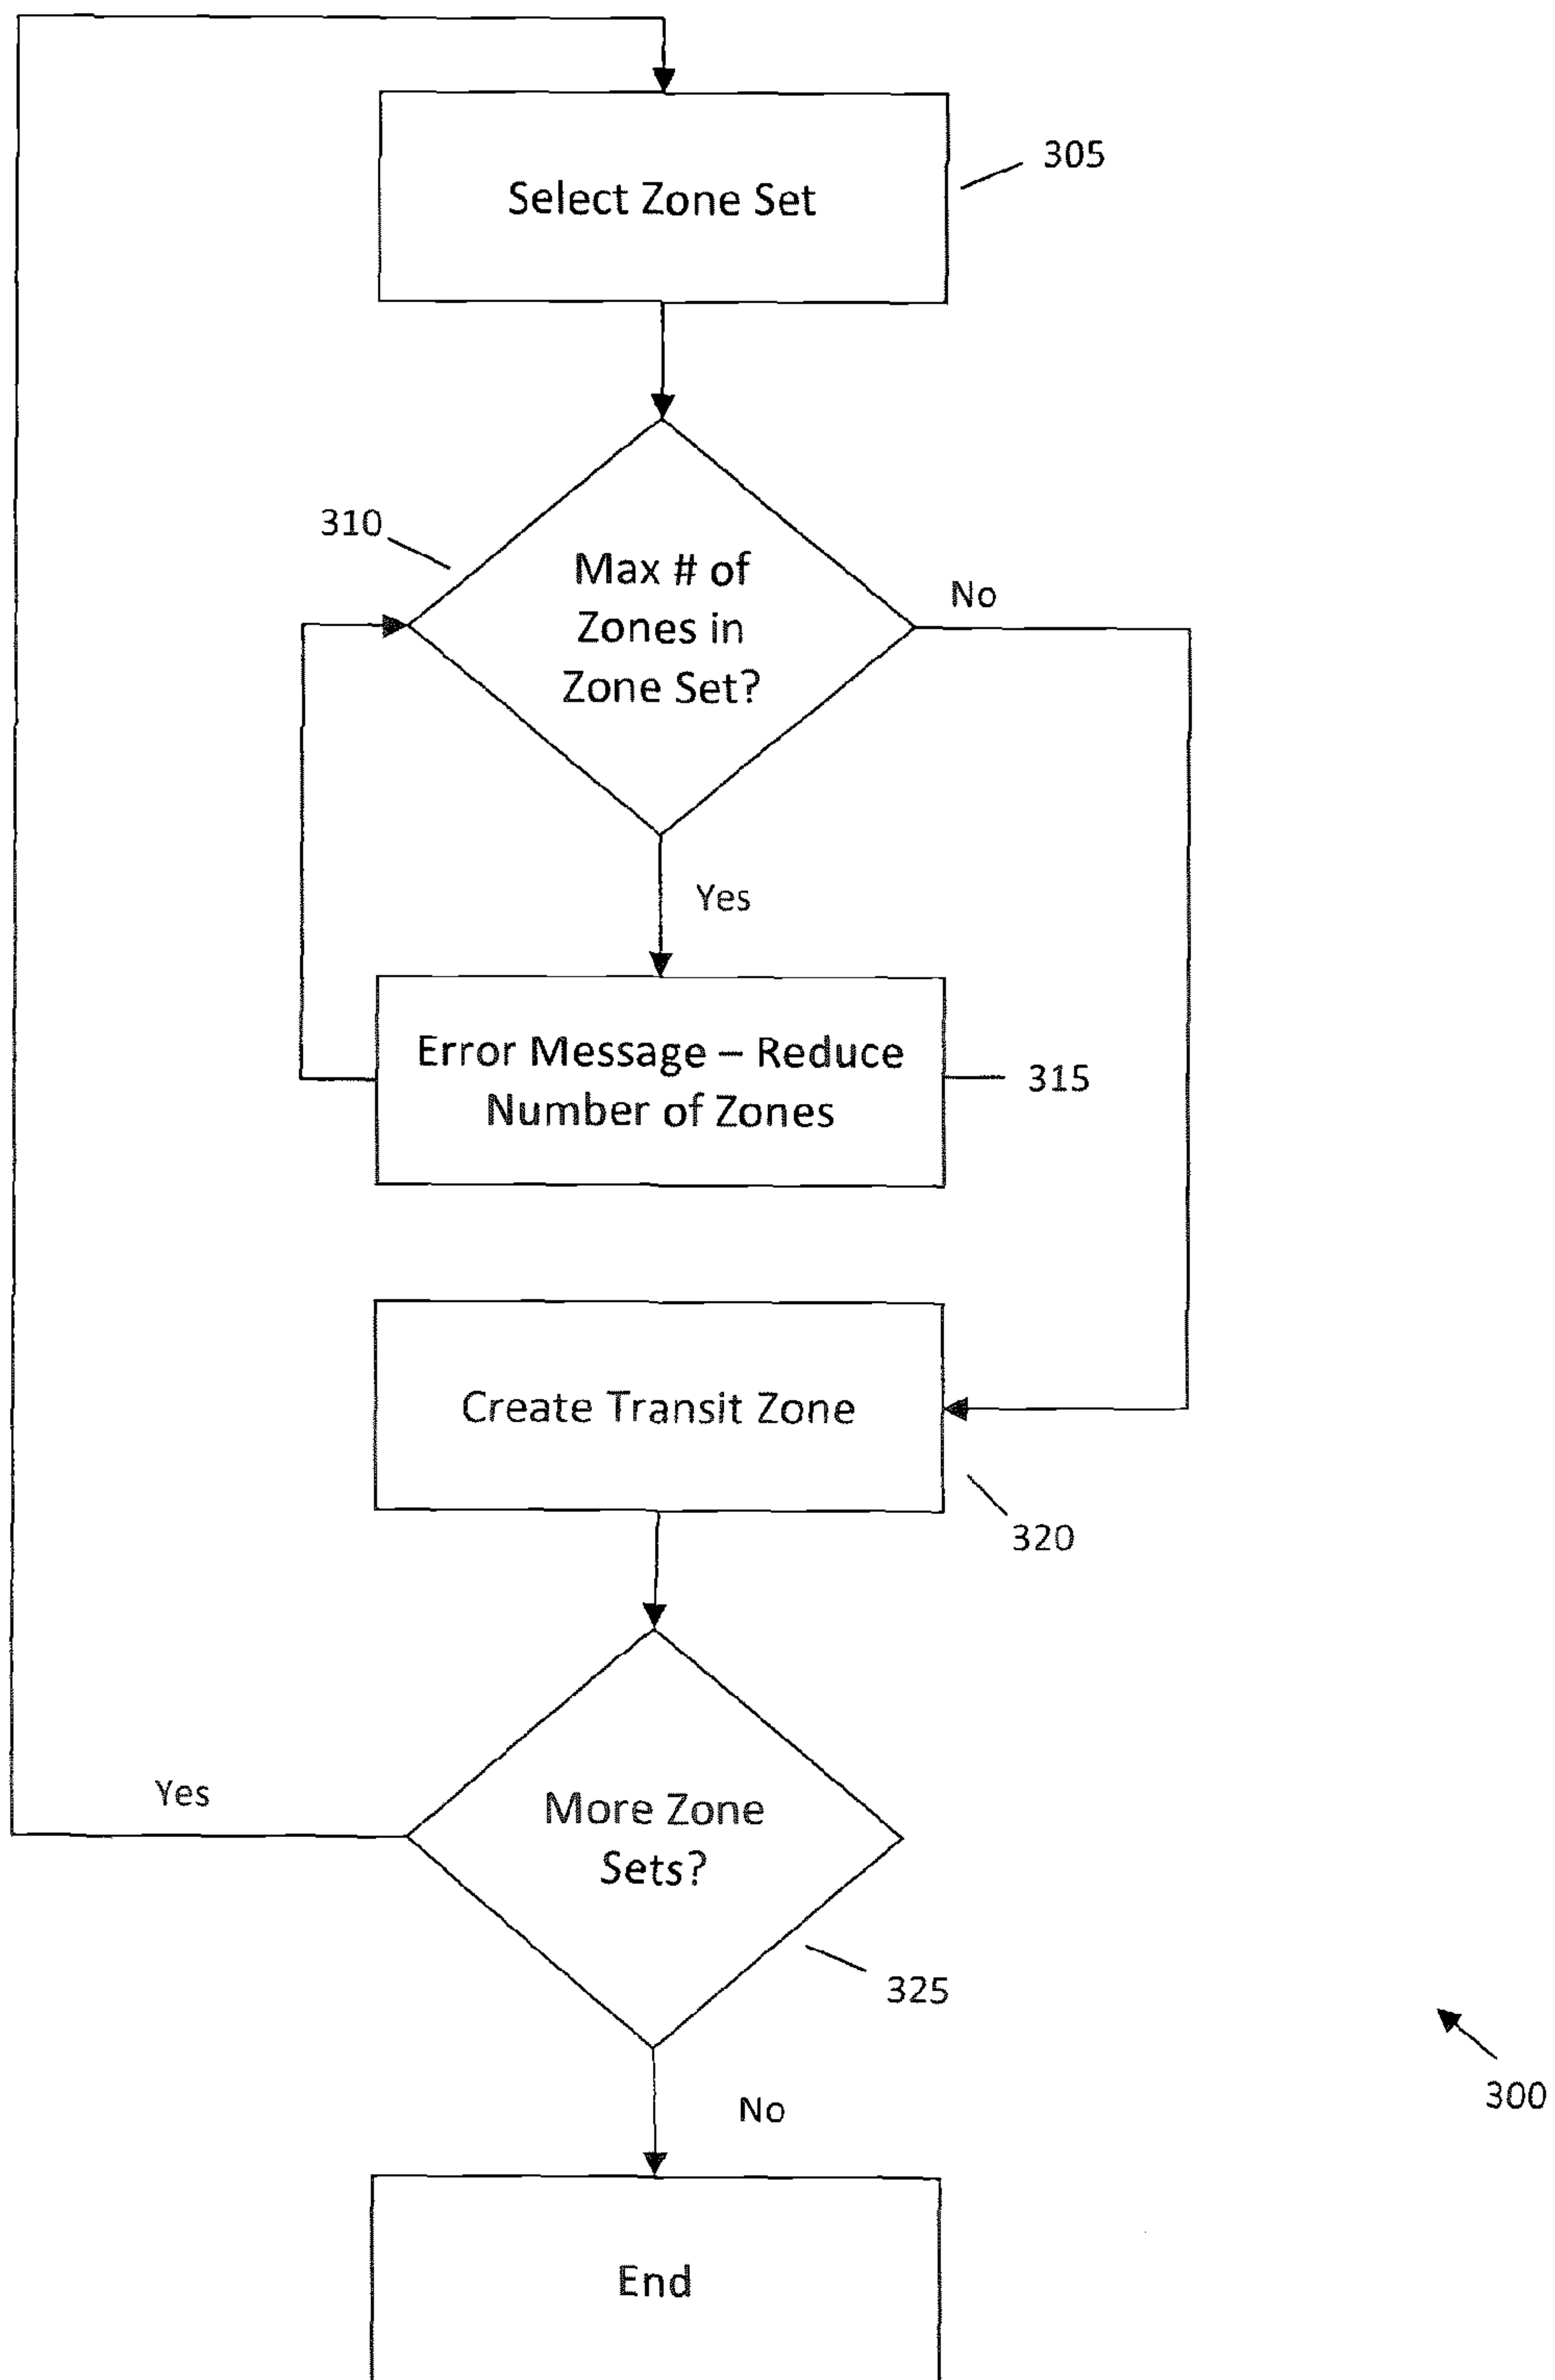 305
Select Zone Set
310
Max # of
Zones in
Zone Set?
No
Yes
Error Message – Reduce
Number of Zones
315
Create Transit Zone
320
Yes
More Zone
Sets?
325
No
300
End